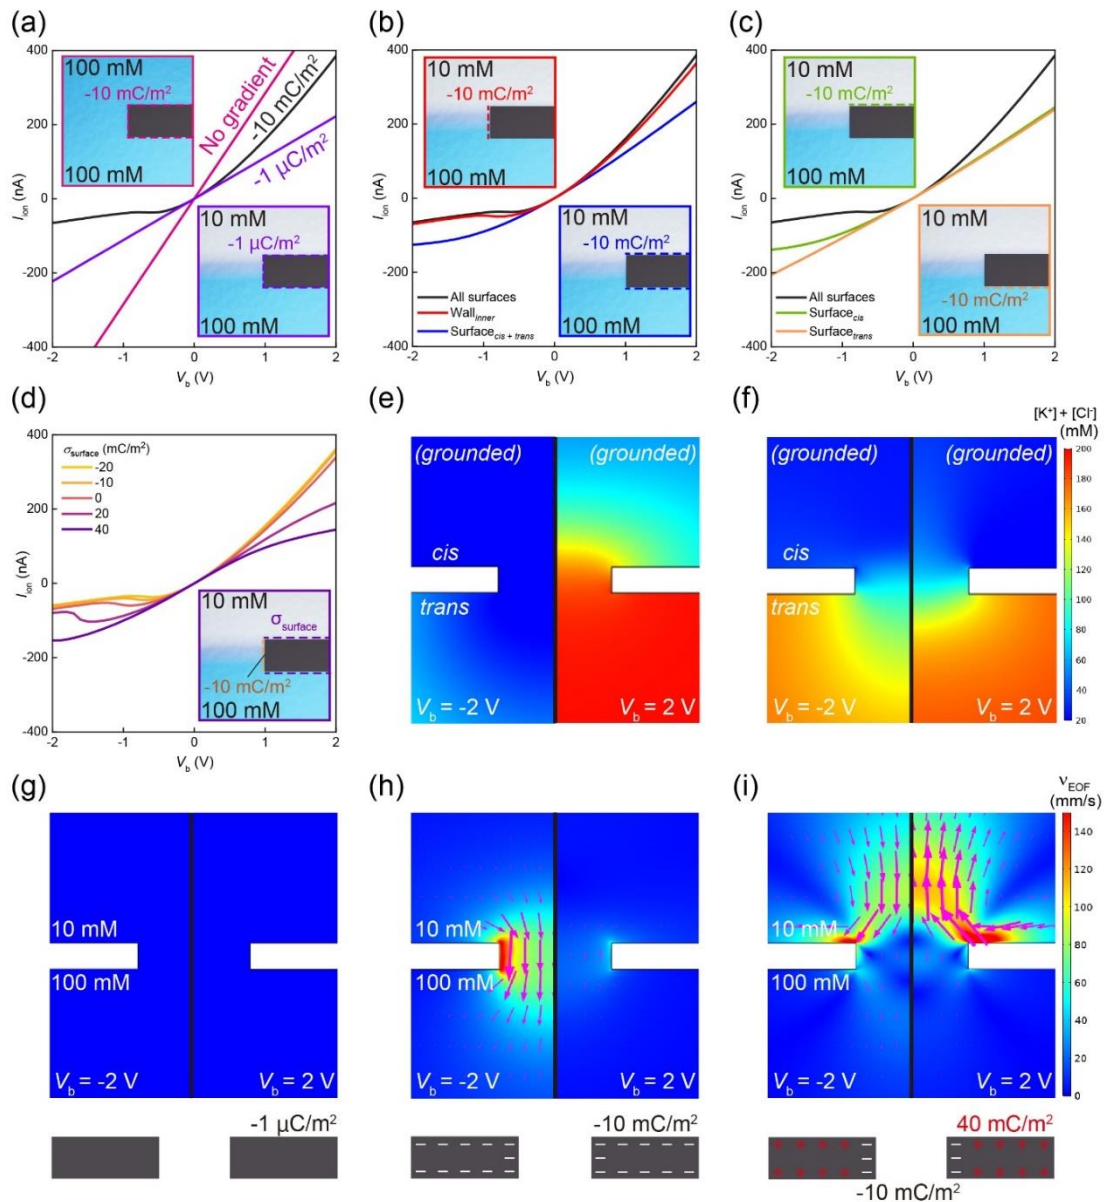 (a)
400
200
0
-200
-400
I_ion (nA)
-2
-1
0
1
2
V_b (V)
100 mM
-10 mC/m²
100 mM
No gradient
-10 mC/m²
-1 µC/m²
10 mM
-1 µC/m²
100 mM
(b)
400
200
0
-200
-400
I_ion (nA)
-2
-1
0
1
2
V_b (V)
10 mM
-10 mC/m²
100 mM
10 mM
-10 mC/m²
100 mM
All surfaces
Wall_inner
Surface_cis + trans
(c)
400
200
0
-200
-400
I_ion (nA)
-2
-1
0
1
2
V_b (V)
10 mM
-10 mC/m²
100 mM
10 mM
-10 mC/m²
100 mM
All surfaces
Surface_cis
Surface_trans
(d)
400
200
0
-200
-400
I_ion (nA)
-2
-1
0
1
2
V_b (V)
σ_surface (mC/m²)
-20
-10
0
20
40
10 mM
σ_surface
-10 mC/m²
100 mM
(e)
(grounded)
(grounded)
cis
trans
V_b = -2 V
V_b = 2 V
(f)
(grounded)
(grounded)
cis
trans
V_b = -2 V
V_b = 2 V
[K⁺] + [Cl⁻]
(mM)
200
180
160
140
120
100
80
60
40
20
(g)
10 mM
100 mM
V_b = -2 V
V_b = 2 V
-1 µC/m²
(h)
10 mM
100 mM
V_b = -2 V
V_b = 2 V
-10 mC/m²
(i)
10 mM
100 mM
V_b = -2 V
V_b = 2 V
ν_EOF
(mm/s)
140
120
100
80
60
40
20
0
40 mC/m²
-10 mC/m²